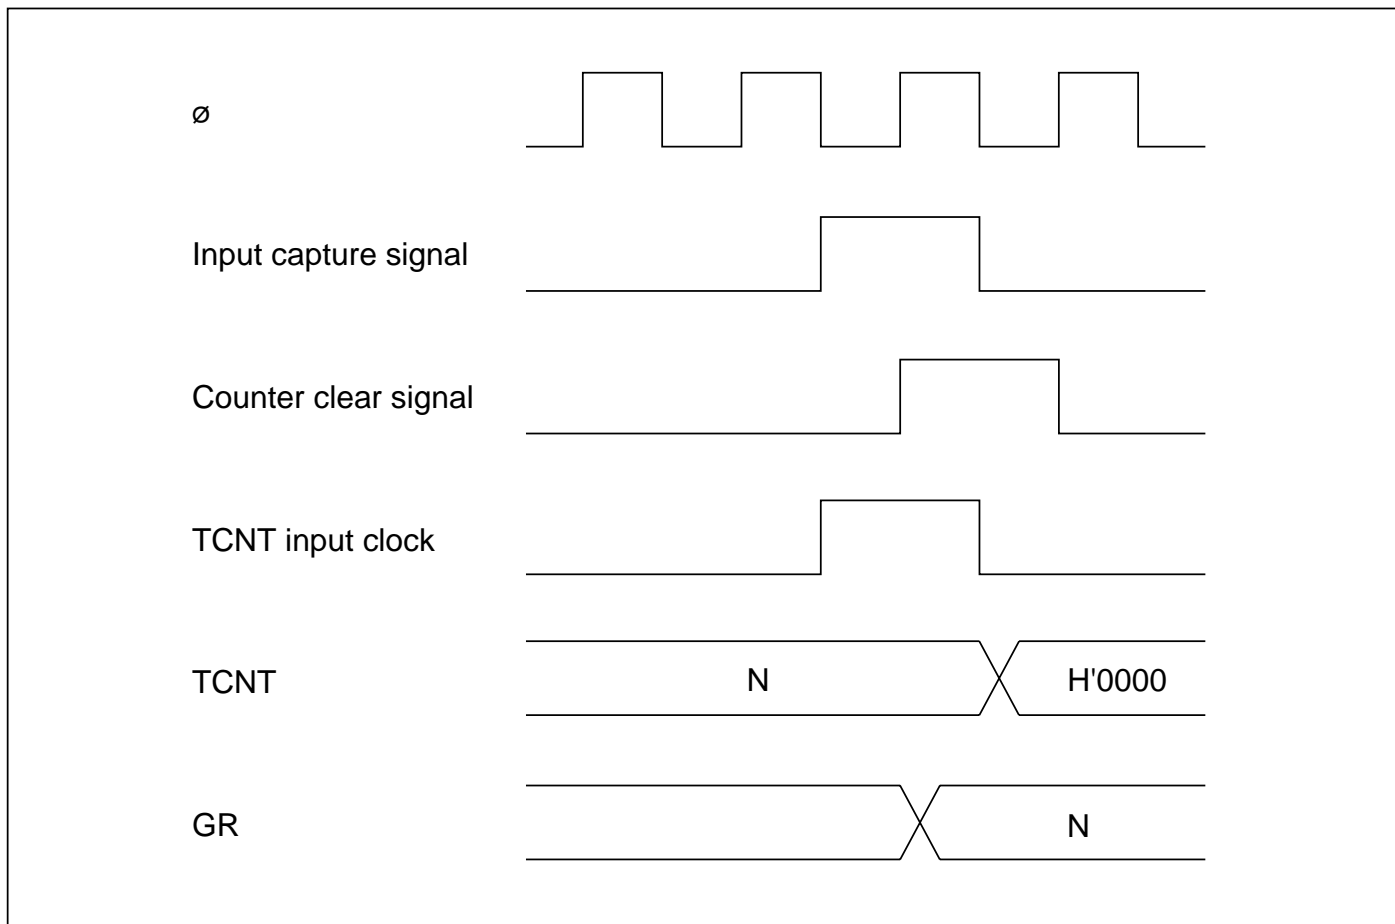 ø
Input capture signal
Counter clear signal
TCNT input clock
TCNT N H'0000
GR N